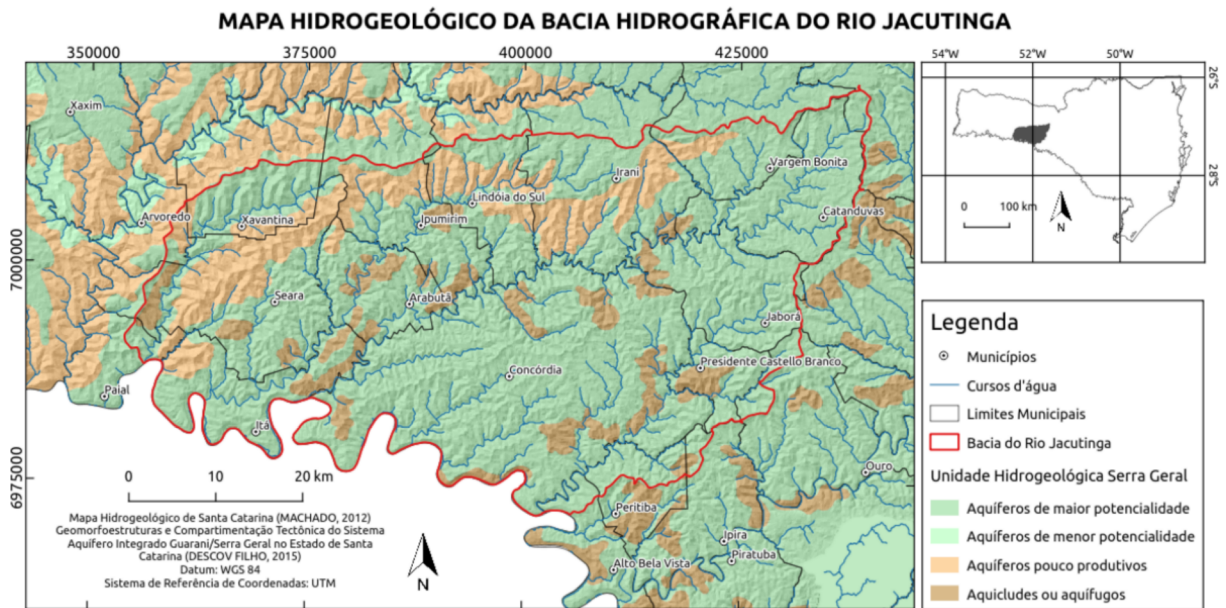 MAPA HIDROGEOLÓGICO DA BACIA HIDROGRÁFICA DO RIO JACUTINGA
350000
375000
400000
425000
54°W
52°W
50°W
26°S
28°S
7000000
6975000
Xaxim
Vargem Bonita
Irani
Lindóia do Sul
Arvoredo
Xavantina
Ipumirim
Catanduvas
0 100 km
N
Seara
Arabutã
Jaborá
Presidente Castello Branco
Concórdia
Paial
Itá
Ouro
Peritiba
Ipira
Piratuba
Alto Bela Vista
0 10 20 km
Mapa Hidrogeológico de Santa Catarina (MACHADO, 2012)
Geomorfoestruturas e Compartimentação Tectônica do Sistema
Aquífero Integrado Guarani/Serra Geral no Estado de Santa
Catarina (DESCOV FILHO, 2015)
Datum: WGS 84
Sistema de Referência de Coordenadas: UTM
N
Legenda
Municípios
Cursos d'água
Limites Municipais
Bacia do Rio Jacutinga
Unidade Hidrogeológica Serra Geral
Aquíferos de maior potencialidade
Aquíferos de menor potencialidade
Aquíferos pouco produtivos
Aquicludes ou aquífugos